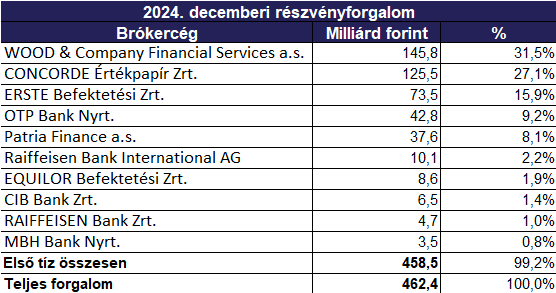 2024. decemberi részvényforgalom
Brókercég Milliárd forint %
WOOD & Company Financial Services a.s. 145,8 31,5%
CONCORDE Értékpapír Zrt. 125,5 27,1%
ERSTE Befektetési Zrt. 73,5 15,9%
OTP Bank Nyrt. 42,8 9,2%
Patria Finance a.s. 37,6 8,1%
Raiffeisen Bank International AG 10,1 2,2%
EQUILOR Befektetési Zrt. 8,6 1,9%
CIB Bank Zrt. 6,5 1,4%
RAIFFEISEN Bank Zrt. 4,7 1,0%
MBH Bank Nyrt. 3,5 0,8%
Első tíz összesen 458,5 99,2%
Teljes forgalom 462,4 100,0%